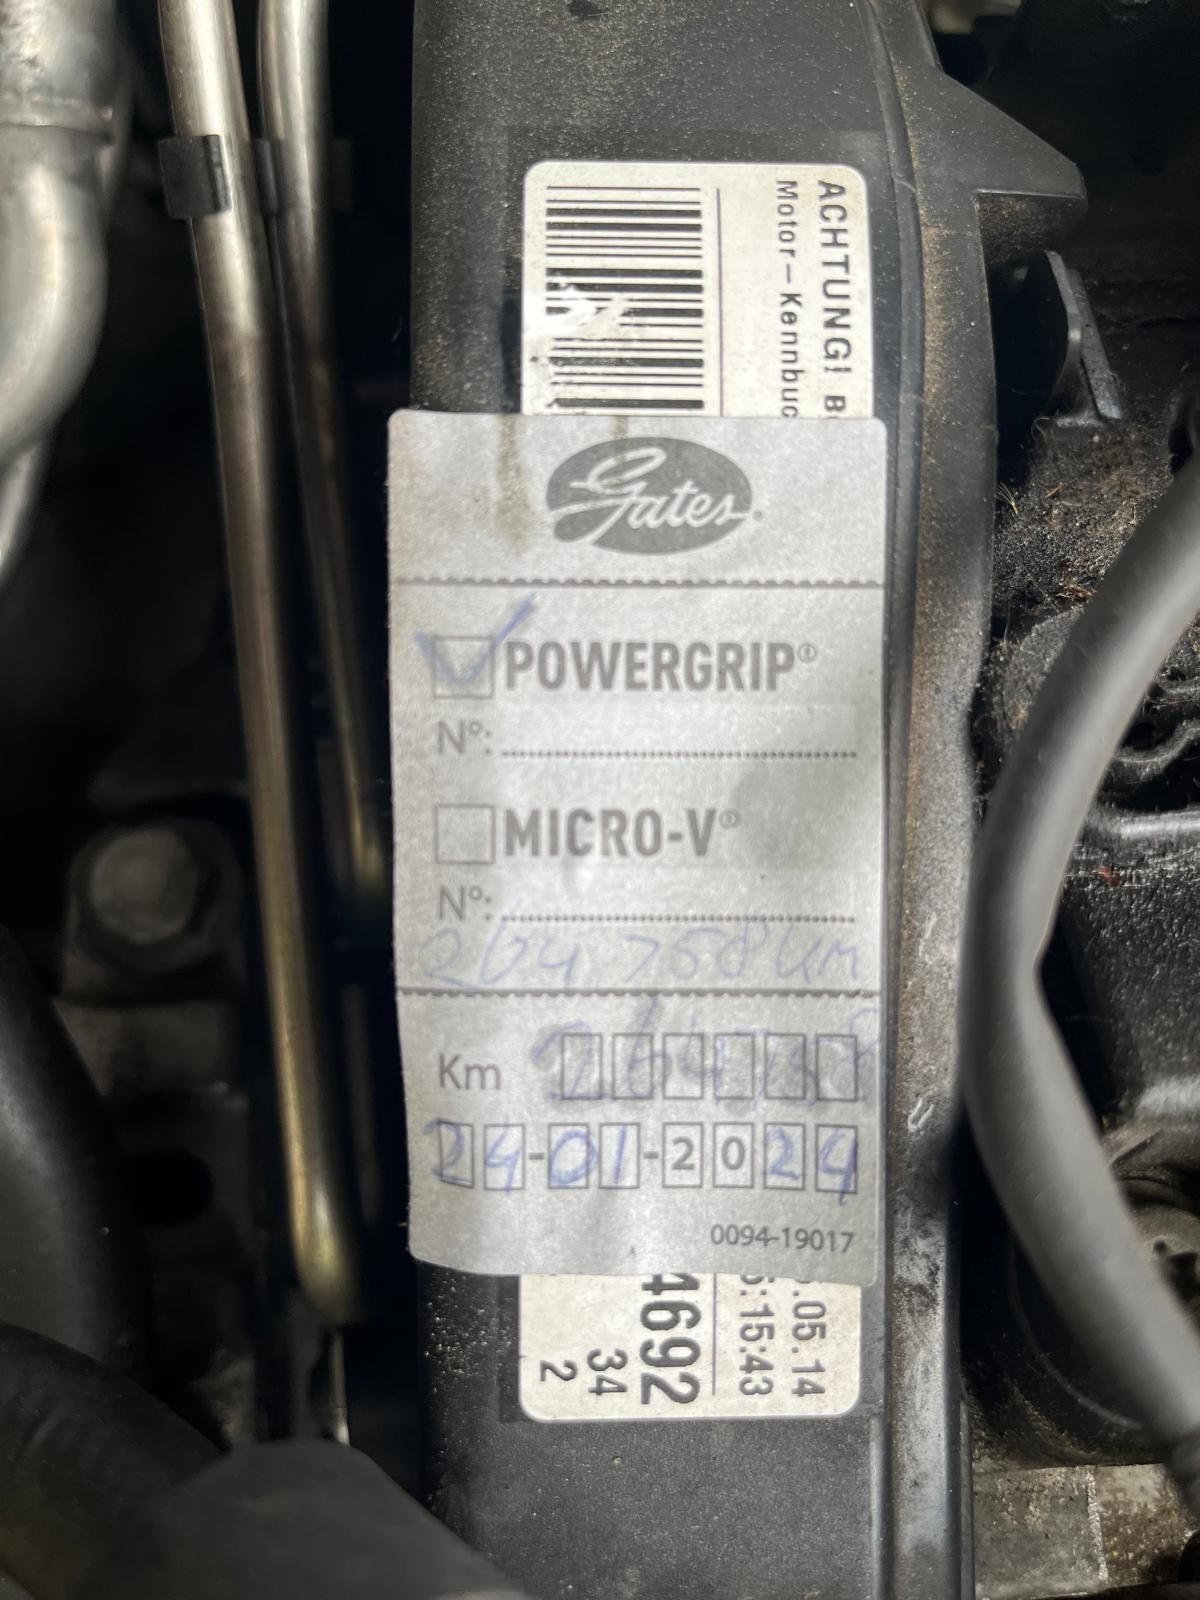 ACHTUNG!
Motor-Kennbuc
Gates
POWERGRIP®
N°:
MICRO-V®
N°:
264 758 KM
Km 264758
24-01-2024
0094-19017
.05.14
:15:43
4692
34
2